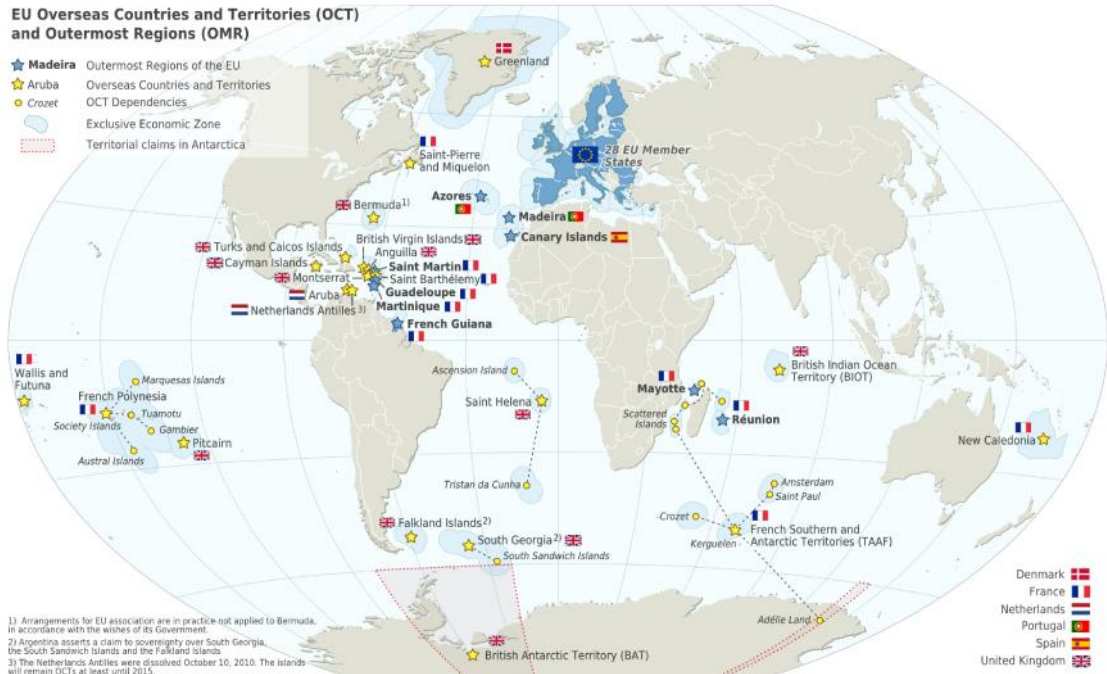 EU Overseas Countries and Territories (OCT)
and Outermost Regions (OMR)
Madeira Outermost Regions of the EU
Aruba Overseas Countries and Territories
Crozet OCT Dependencies
Exclusive Economic Zone
Territorial claims in Antarctica
Greenland
28 EU Member
States
Saint-Pierre
and Miquelon
Azores
Bermuda1)
Madeira
Canary Islands
Turks and Caicos Islands
British Virgin Islands
Anguilla
Cayman Islands
Saint Martin
Montserrat
Saint Barthélemy
Aruba
Guadeloupe
Netherlands Antilles3)
Martinique
French Guiana
Wallis and
Futuna
Marquesas Islands
French Polynesia
Tuamotu
Society Islands
Gambier
Pitcairn
Austral Islands
Ascension Island
Saint Helena
Tristan da Cunha
British Indian Ocean
Territory (BIOT)
Mayotte
Scattered
Islands
Réunion
New Caledonia
Amsterdam
Saint Paul
Crozet
French Southern and
Antarctic Territories (TAAF)
Kerguelen
Falkland Islands2)
South Georgia2)
South Sandwich Islands
Adélie Land
British Antarctic Territory (BAT)
Denmark
France
Netherlands
Portugal
Spain
United Kingdom
1) Arrangements for EU association are in practice not applied to Bermuda,
in accordance with the wishes of its Government.
2) Argentina asserts a claim to sovereignty over South Georgia,
the South Sandwich Islands and the Falkland Islands
3) The Netherlands Antilles were dissolved October 10, 2010. The islands
will remain OCTs at least until 2015.